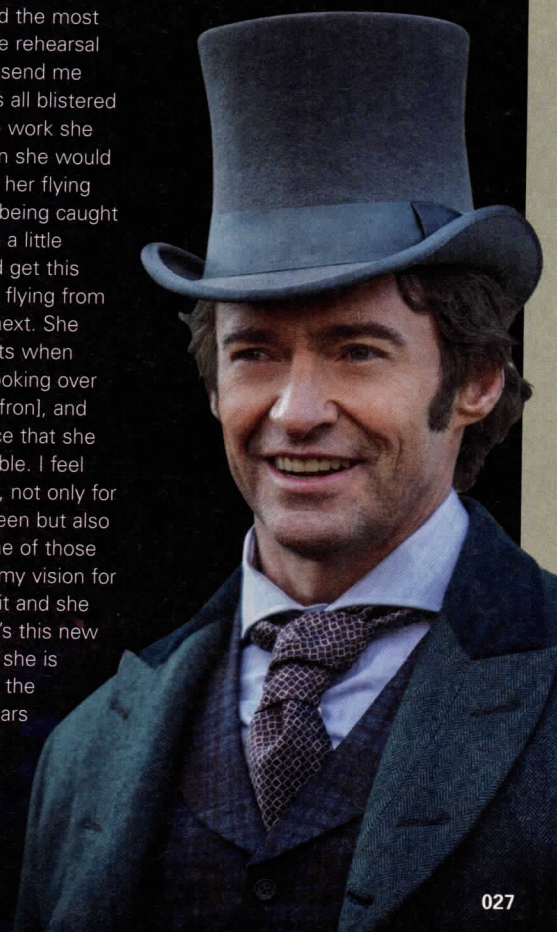 d the most
e rehearsal
send me
s all blistered
work she
n she would
her flying
being caught
a little
d get this
flying from
next. She
ts when
ooking over
fron], and
ce that she
ble. I feel
, not only for
een but also
ne of those
my vision for
it and she
's this new
she is
the
ars
027